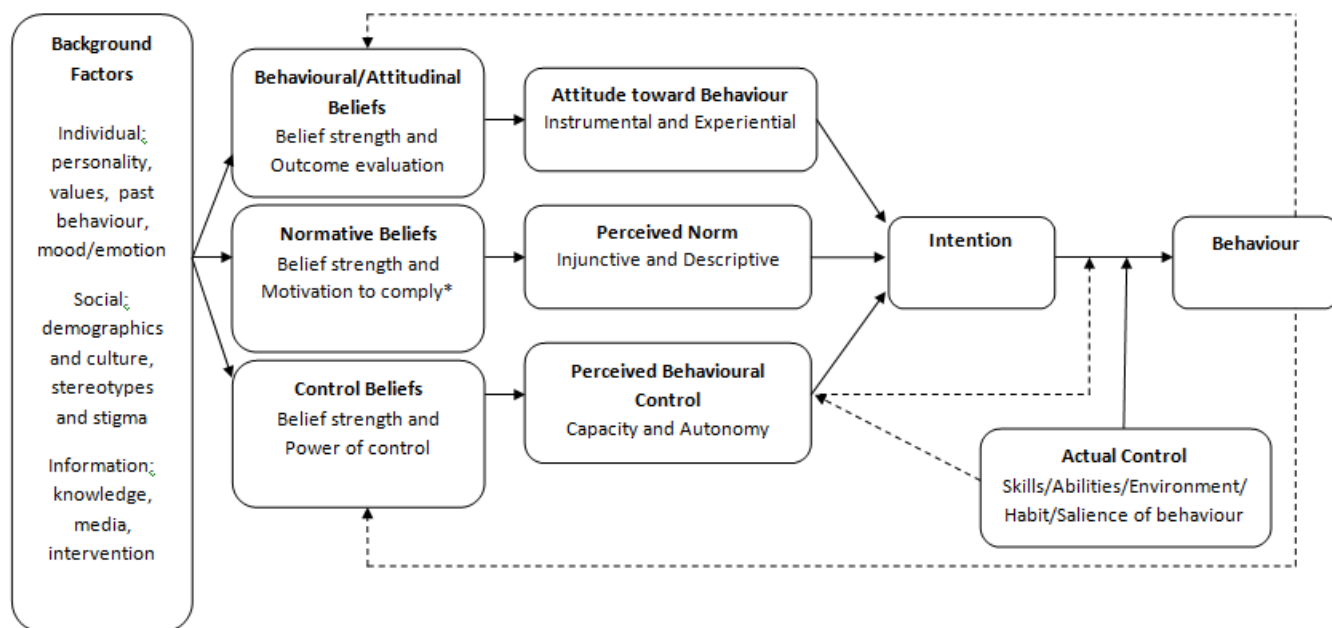 Background
Factors
Individual;
personality,
values, past
behaviour,
mood/emotion
Social;
demographics
and culture,
stereotypes
and stigma
Information;
knowledge,
media,
intervention
Behavioural/Attitudinal
Beliefs
Belief strength and
Outcome evaluation
Normative Beliefs
Belief strength and
Motivation to comply*
Control Beliefs
Belief strength and
Power of control
Attitude toward Behaviour
Instrumental and Experiential
Perceived Norm
Injunctive and Descriptive
Perceived Behavioural
Control
Capacity and Autonomy
Intention
Behaviour
Actual Control
Skills/Abilities/Environment/
Habit/Salience of behaviour